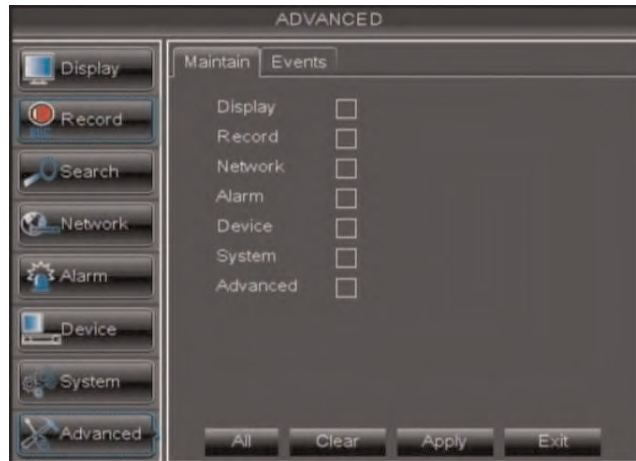 ADVANCED
Display
Record
REC
Search
Network
Alarm
Device
System
Advanced
Maintain Events
Display
Record
Network
Alarm
Device
System
Advanced
All Clear Apply Exit